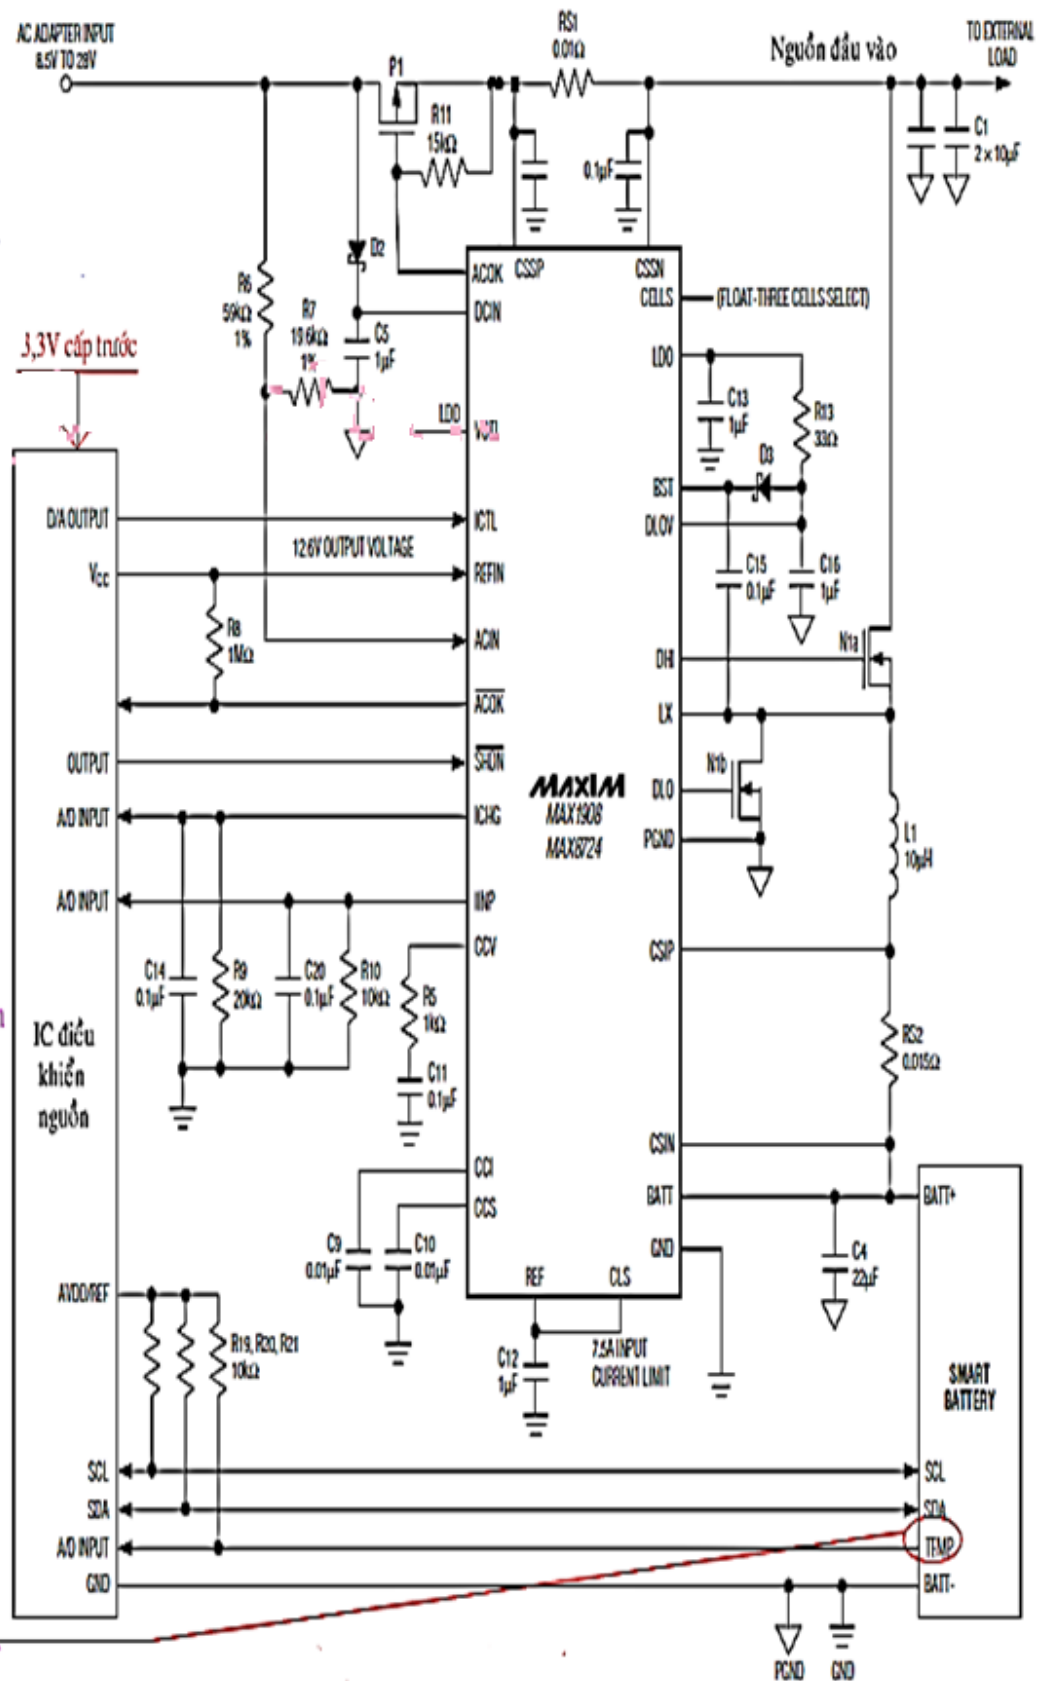 AC ADAPTER INPUT
8.5V TO 28V
P1
RS1
0.01Ω
Nguồn đầu vào
TO EXTERNAL
LOAD
R11
15kΩ
0.1µF
C1
2 × 10µF
D2
R6
59kΩ
1%
R7
19.6kΩ
1%
C5
1µF
3,3V cấp trước
LDO
VCTL
ACOK
DCIN
CSSP
CSSN
CELLS
(FLOAT-THREE CELLS SELECT)
LDO
C13
1µF
R13
33Ω
D3
BST
DLOV
C15
0.1µF
C16
1µF
D/A OUTPUT
ICTL
12.6V OUTPUT VOLTAGE
VCC
REFIN
R8
1MΩ
ACIN
ACOK
OUTPUT
SHDN
A/D INPUT
ICHG
A/D INPUT
IINP
CCV
MAXIM
MAX1908
MAX8724
DHI
N1a
LX
N1b
DLO
PGND
L1
10µH
CSIP
C14
0.1µF
R9
20kΩ
C20
0.1µF
R10
10kΩ
R5
1kΩ
C11
0.1µF
IC điều
khiển
nguồn
RS2
0.015Ω
CSIN
CCI
CCS
BATT
BATT+
C9
0.01µF
C10
0.01µF
GND
C4
22µF
REF
CLS
AVDD/REF
R19, R20, R21
10kΩ
C12
1µF
7.5A INPUT
CURRENT LIMIT
SMART
BATTERY
SCL
SCL
SDA
SDA
A/D INPUT
TEMP
GND
BATT-
PGND
GND